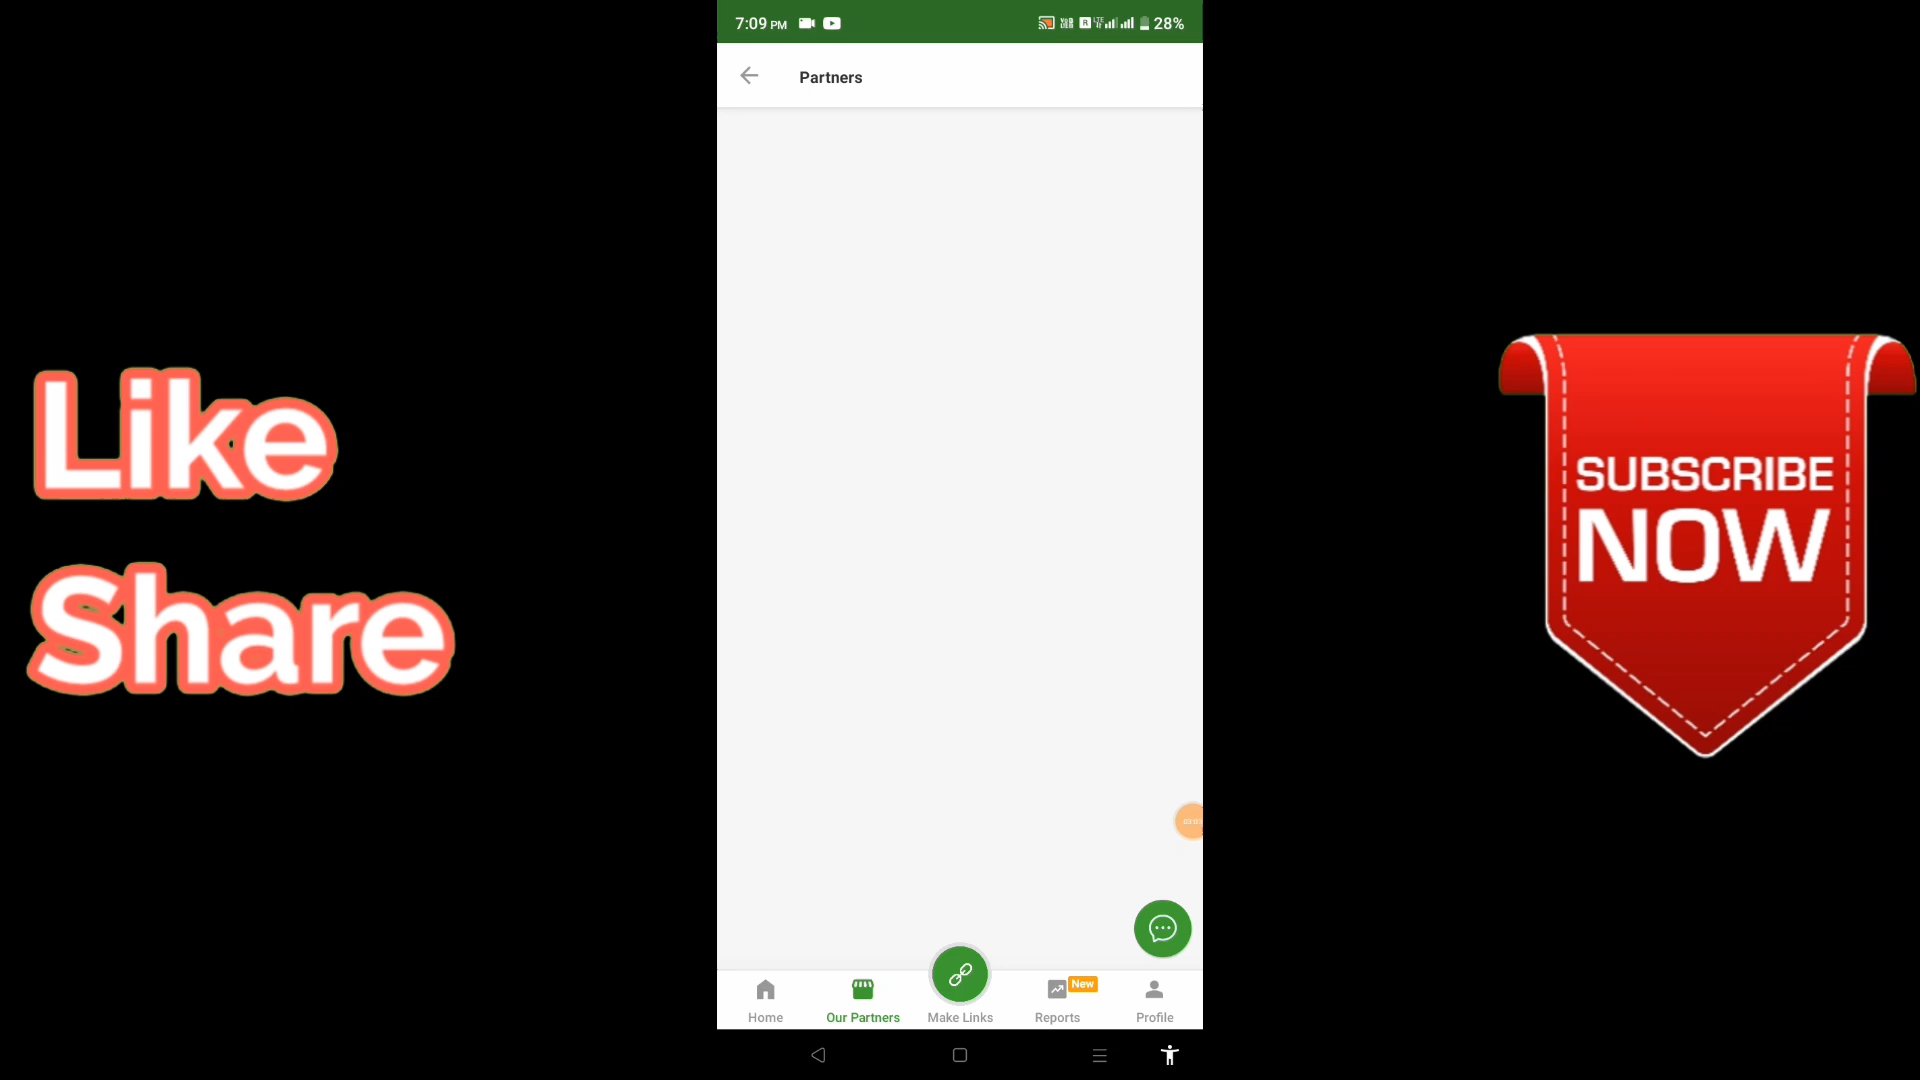 7:09 PM
28%
Partners
Like
Share
SUBSCRIBE
NOW
New
Home
Our Partners
Make Links
Reports
Profile